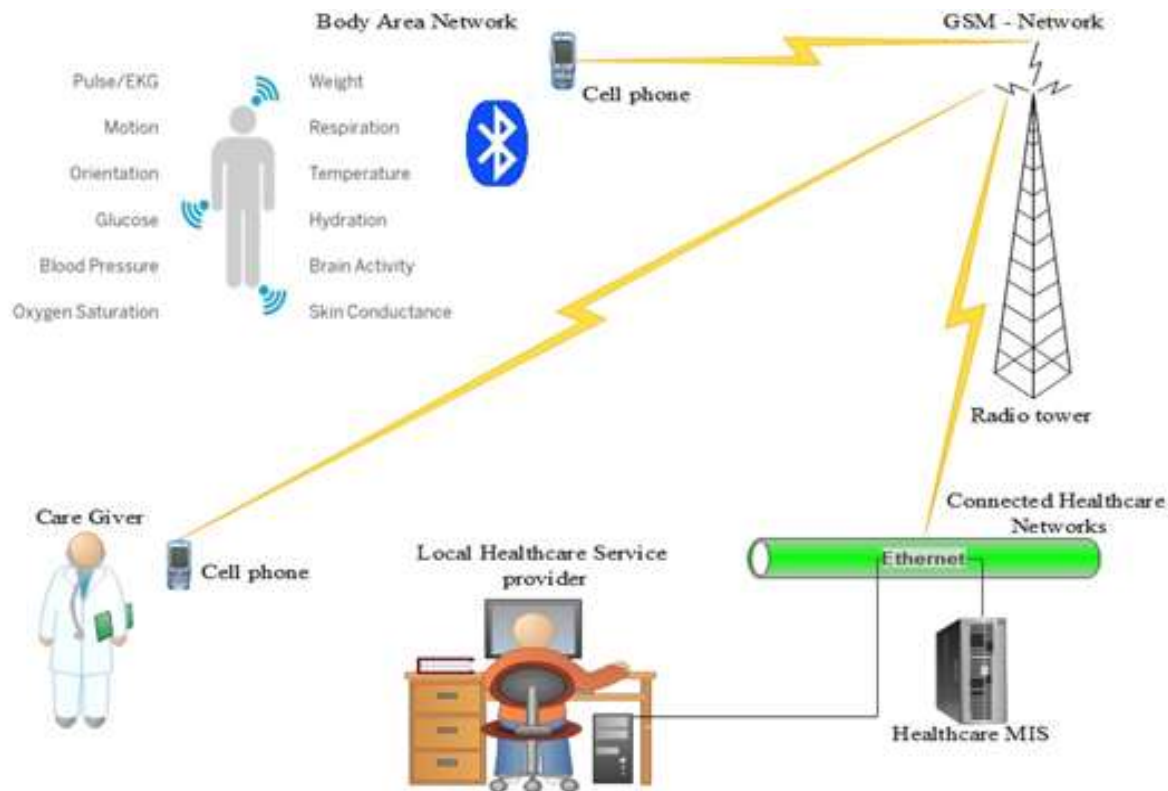 Body Area Network
GSM - Network
Pulse/EKG
Weight
Cell phone
Motion
Respiration
Orientation
Temperature
Glucose
Hydration
Blood Pressure
Brain Activity
Oxygen Saturation
Skin Conductance
Radio tower
Care Giver
Connected Healthcare
Networks
Cell phone
Local Healthcare Service
provider
Ethernet
Healthcare MIS